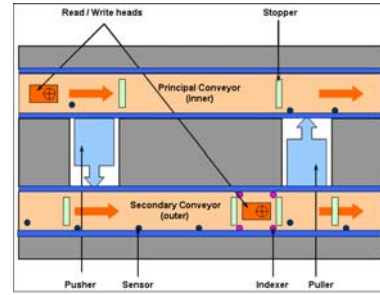 Read / Write heads
Stopper
Principal Conveyor
(inner)
Secondary Conveyor
(outer)
Pusher
Sensor
Indexer
Puller